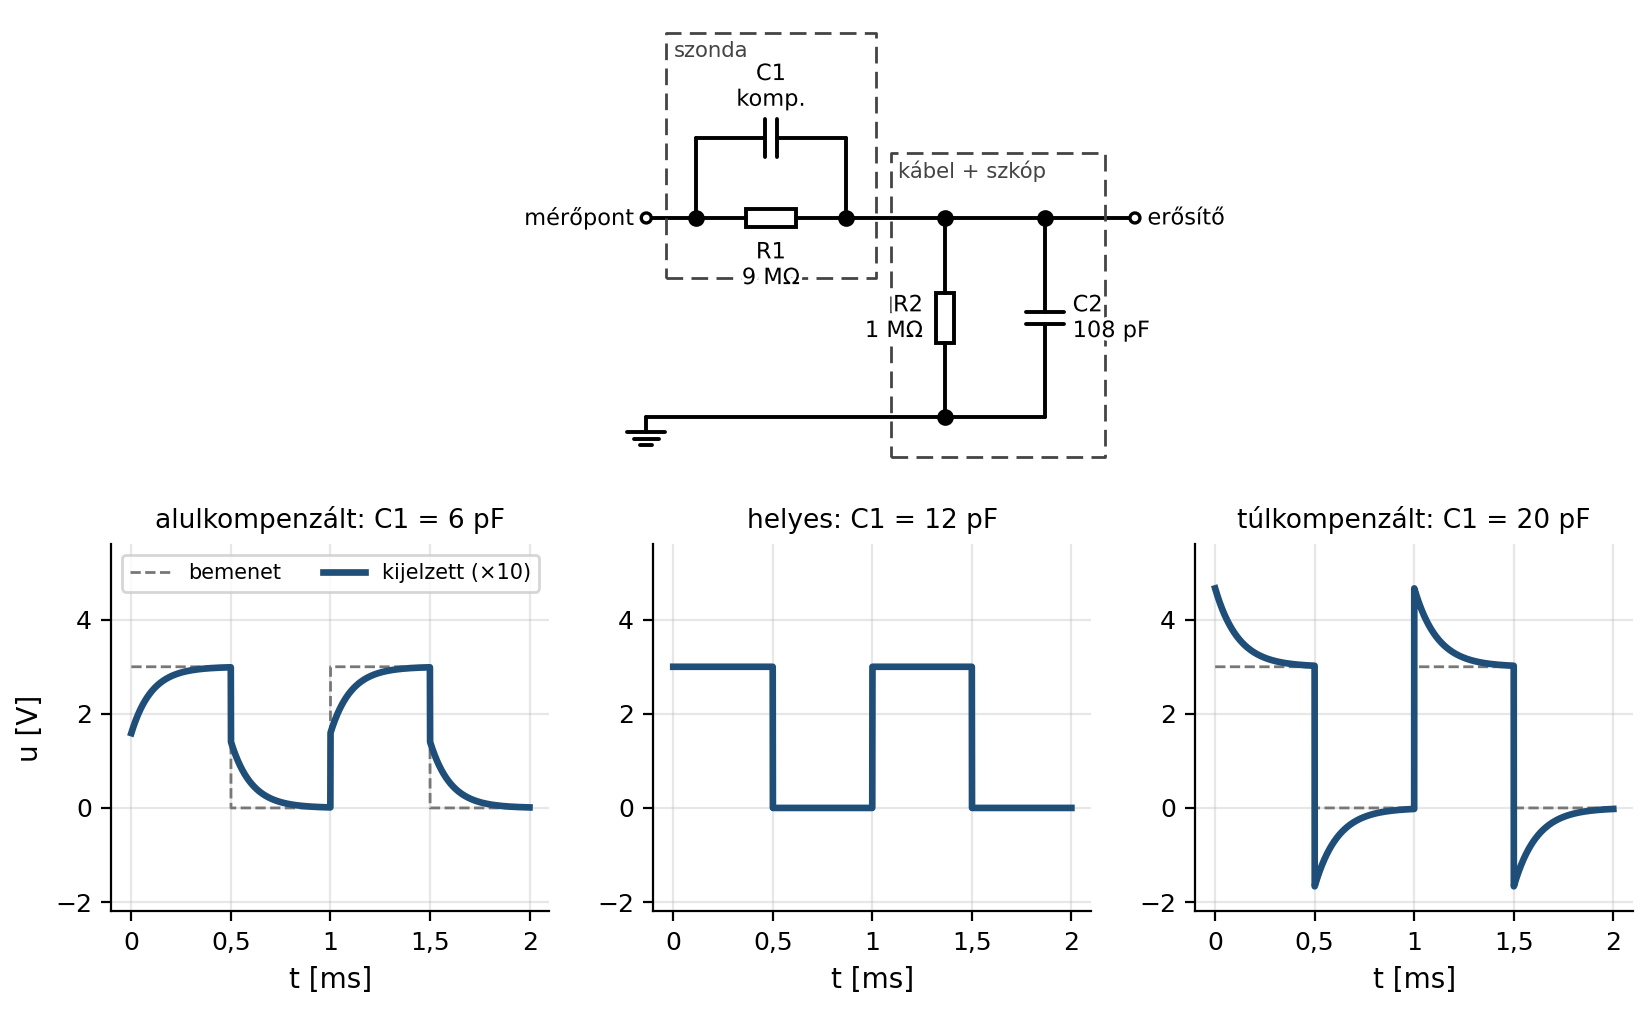 szonda
C1
komp.
kábel + szkóp
mérőpont
erősítő
R1
9 MΩ
R2
1 MΩ
C2
108 pF
alulkompenzált: C1 = 6 pF
bemenet
kijelzett (×10)
u [V]
4
2
0
−2
0
0,5
1
1,5
2
t [ms]
helyes: C1 = 12 pF
4
2
0
−2
0
0,5
1
1,5
2
t [ms]
túlkompenzált: C1 = 20 pF
4
2
0
−2
0
0,5
1
1,5
2
t [ms]